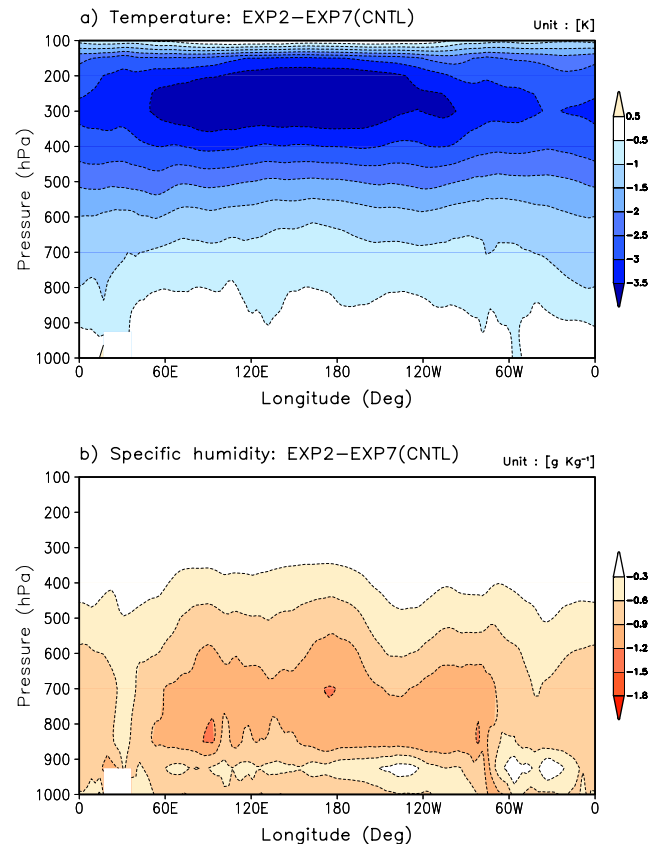 a) Temperature: EXP2−EXP7(CNTL)
Unit : [K]
100
200
300
400
500
600
700
800
900
1000
Pressure (hPa)
0
60E
120E
180
120W
60W
0
Longitude (Deg)
0.5
−0.5
−1
−1.5
−2
−2.5
−3
−3.5
b) Specific humidity: EXP2−EXP7(CNTL)
Unit : [g Kg⁻¹]
100
200
300
400
500
600
700
800
900
1000
Pressure (hPa)
0
60E
120E
180
120W
60W
0
Longitude (Deg)
−0.3
−0.6
−0.9
−1.2
−1.5
−1.8